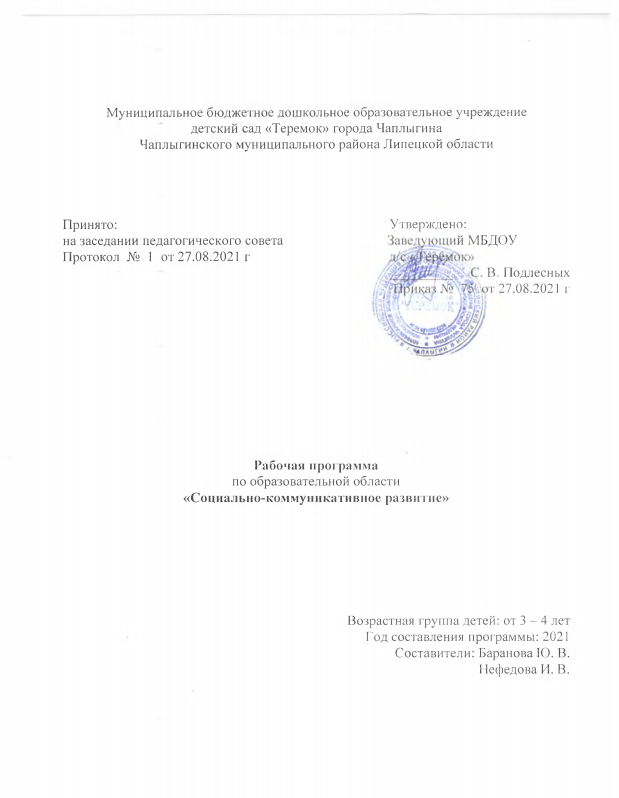 Муниципальное бюджетное дошкольное образовательное учреждение
детский сад «Теремок» города Чаплыгина
Чаплыгинского муниципального района Липецкой области
Принято:
на заседании педагогического совета
Протокол № 1 от 27.08.2021 г
Утверждено:
Заведующий МБДОУ
д/с «Теремок»
С. В. Подлесных
Приказ № 75 от 27.08.2021 г
Рабочая программа
по образовательной области
«Социально-коммуникативное развитие»
Возрастная группа детей: от 3 – 4 лет
Год составления программы: 2021
Составители: Баранова Ю. В.
Нефедова И. В.